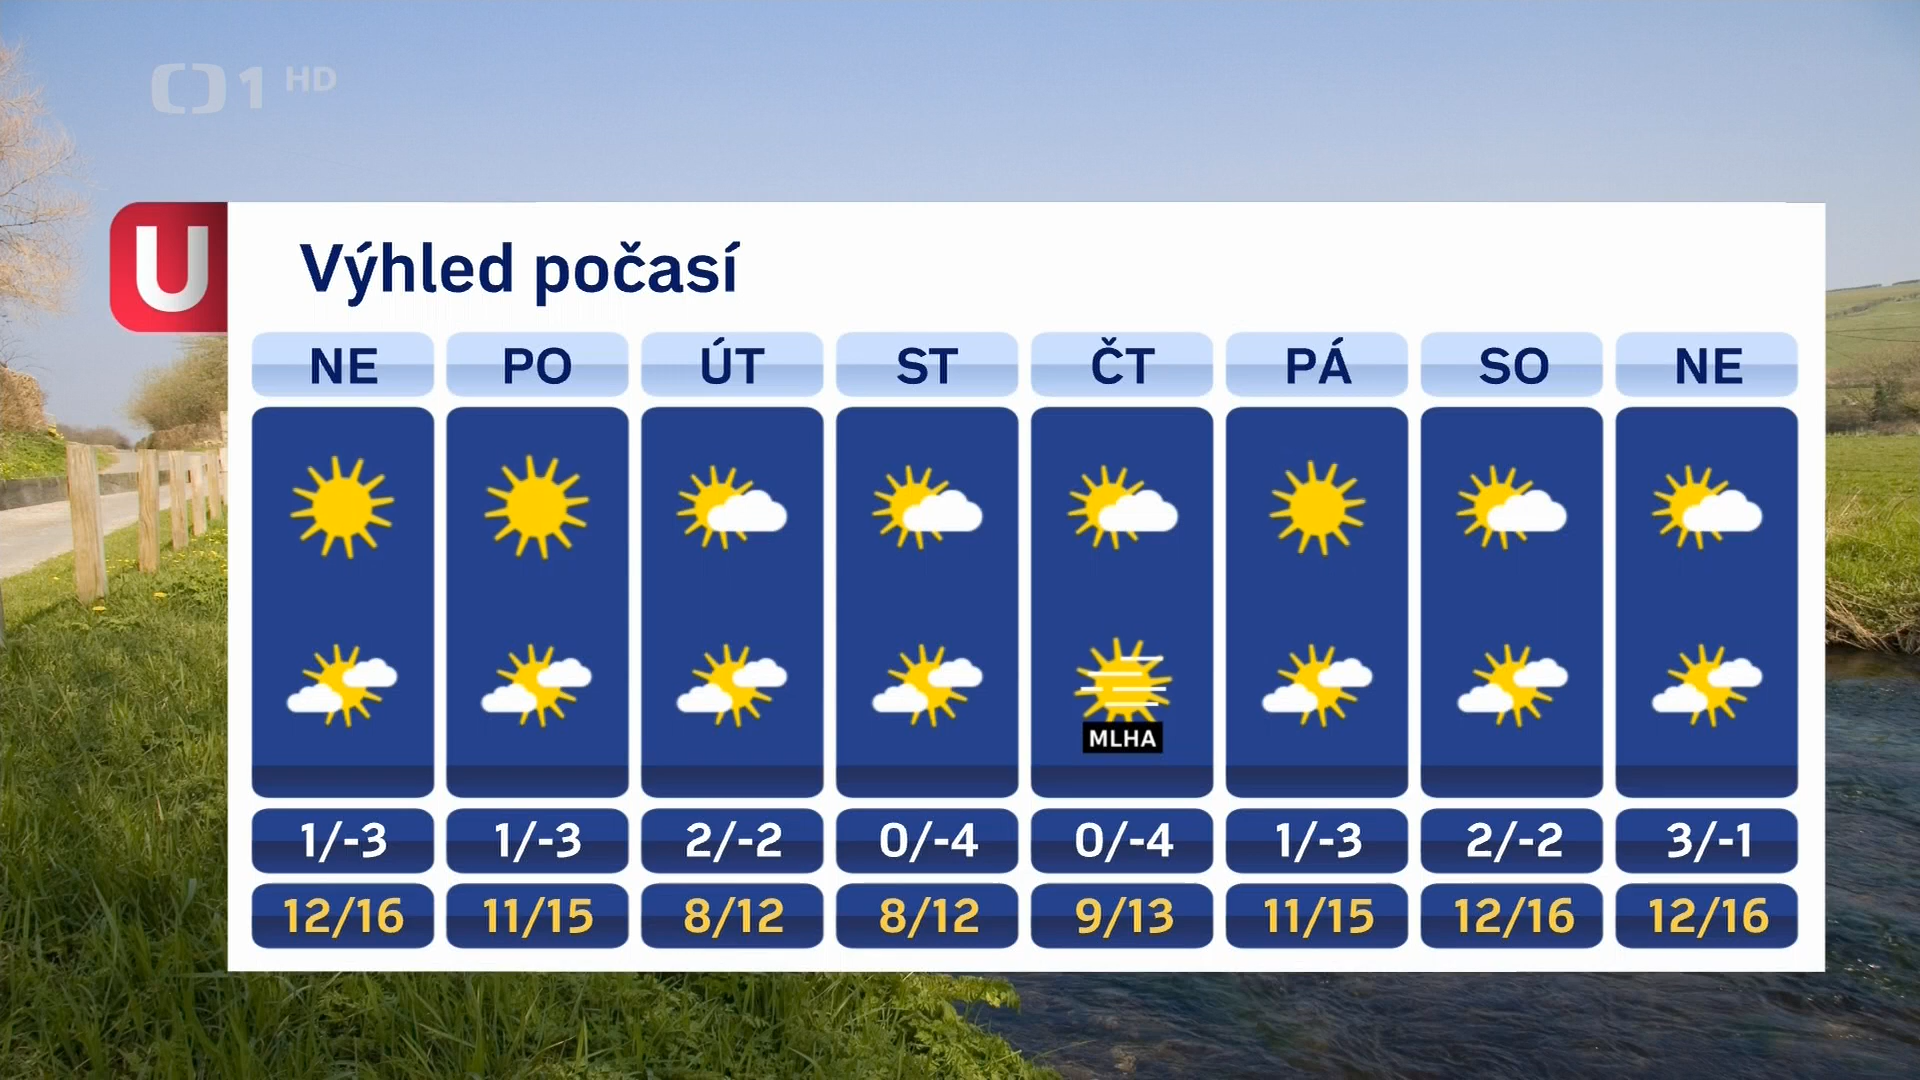 1 HD
U
Výhled počasí
NE PO ÚT ST ČT PÁ SO NE
MLHA
1/-3 1/-3 2/-2 0/-4 0/-4 1/-3 2/-2 3/-1
12/16 11/15 8/12 8/12 9/13 11/15 12/16 12/16